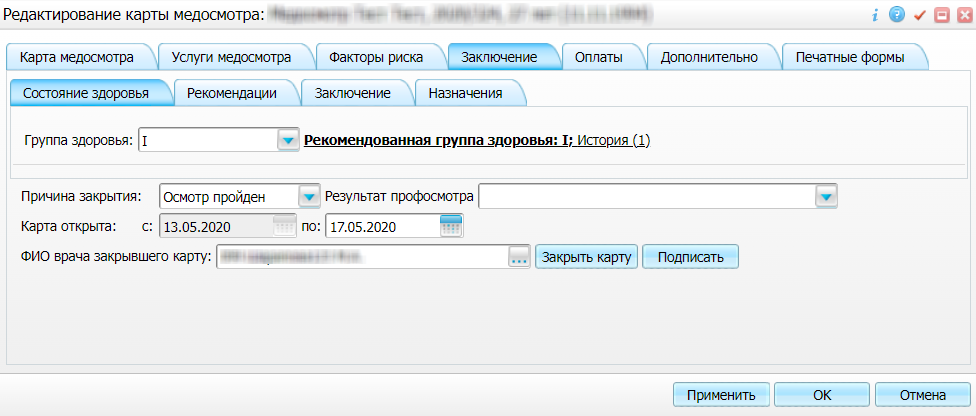 Редактирование карты медосмотра:
Карта медосмотра Услуги медосмотра Факторы риска Заключение Оплаты Дополнительно Печатные формы
Состояние здоровья Рекомендации Заключение Назначения
Группа здоровья: I Рекомендованная группа здоровья: I; История (1)
Причина закрытия: Осмотр пройден Результат профосмотра
Карта открыта: с: 13.05.2020 по: 17.05.2020
ФИО врача закрывшего карту: ... Закрыть карту Подписать
Применить OK Отмена